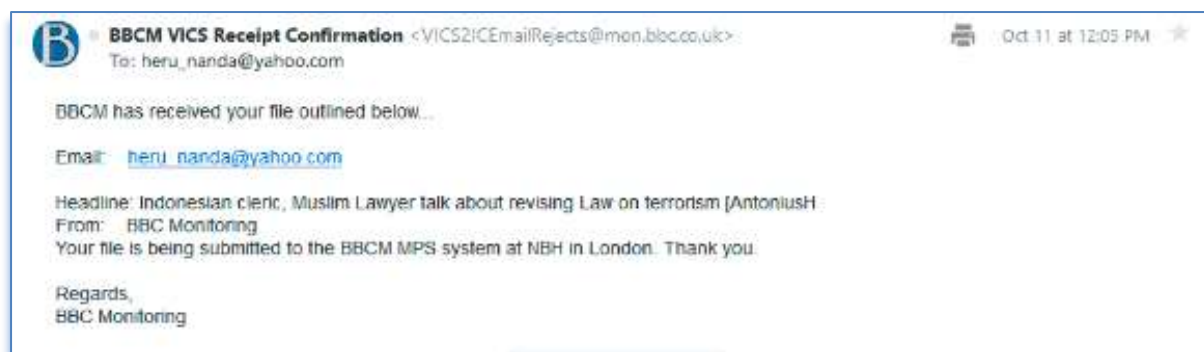 B
BBCM VICS Receipt Confirmation <VICS2ICEmailRejects@mon.bbc.co.uk> Oct 11 at 12:05 PM
To: heru_nanda@yahoo.com
BBCM has received your file outlined below...
Email: heru_nanda@yahoo.com
Headline: Indonesian cleric, Muslim Lawyer talk about revising Law on terrorism [AntoniusH
From: BBC Monitoring
Your file is being submitted to the BBCM MPS system at NBH in London. Thank you.
Regards,
BBC Monitoring